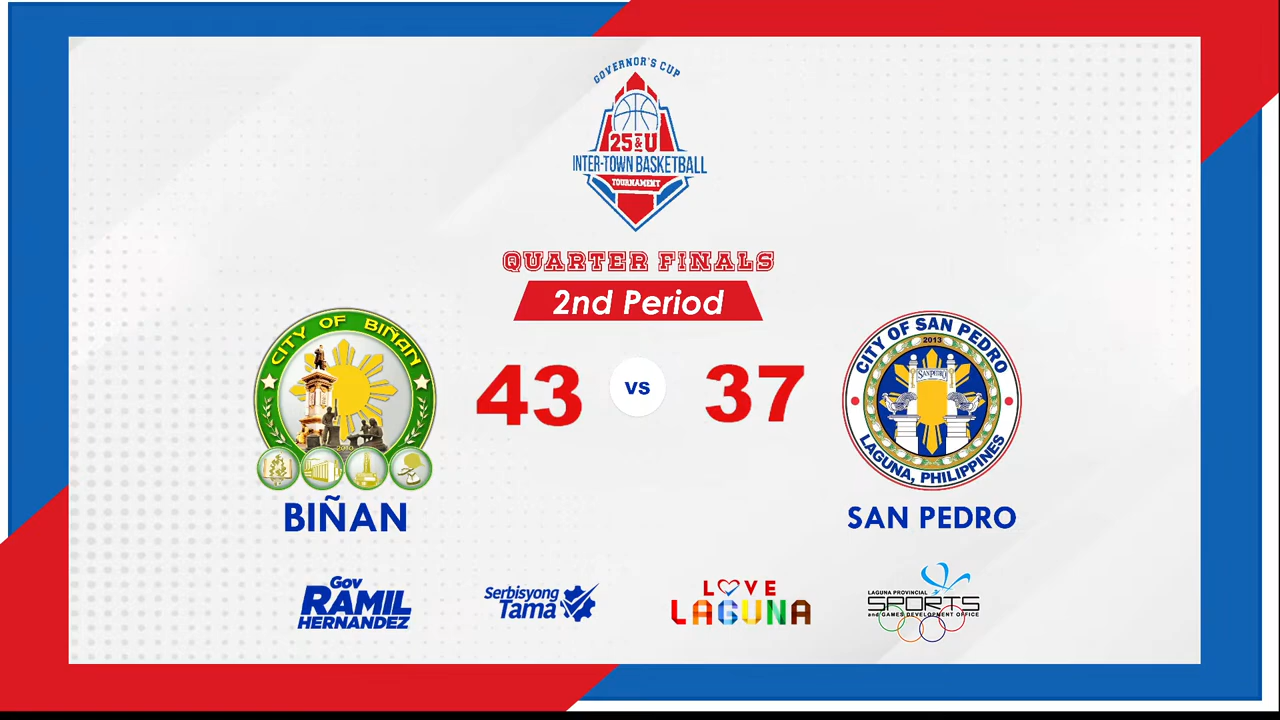 GOVERNOR'S CUP
25&U
INTER-TOWN BASKETBALL
TOURNAMENT
QUARTER FINALS
2nd Period
CITY OF BIÑAN
2010
43
vs
37
CITY OF SAN PEDRO
2013
SAN PEDRO
LAGUNA, PHILIPPINES
BIÑAN
SAN PEDRO
Gov
RAMIL
HERNANDEZ
Serbisyong
Tama
LOVE
LAGUNA
LAGUNA PROVINCIAL
SPORTS
and GAMES DEVELOPMENT OFFICE